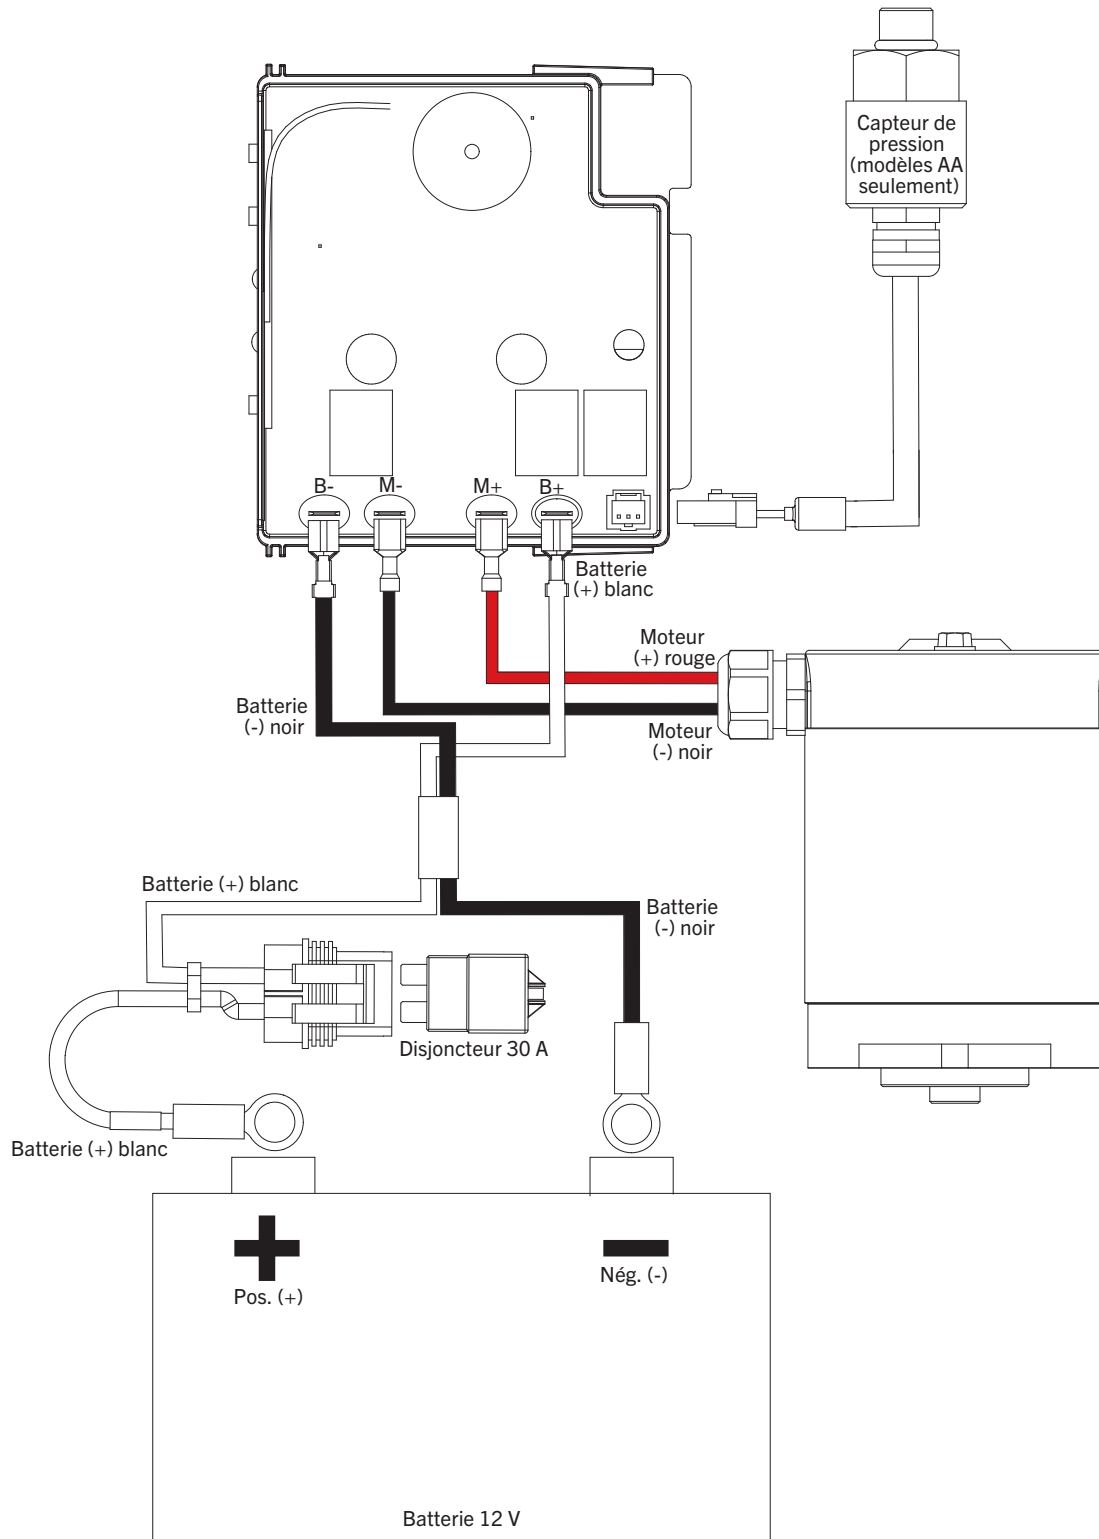 Capteur de
pression
(modèles AA
seulement)
B-
M-
M+
B+
Batterie
(+) blanc
Moteur
(+) rouge
Batterie
(-) noir
Moteur
(-) noir
Batterie (+) blanc
Batterie
(-) noir
Disjoncteur 30 A
Batterie (+) blanc
Pos. (+)
Nég. (-)
Batterie 12 V